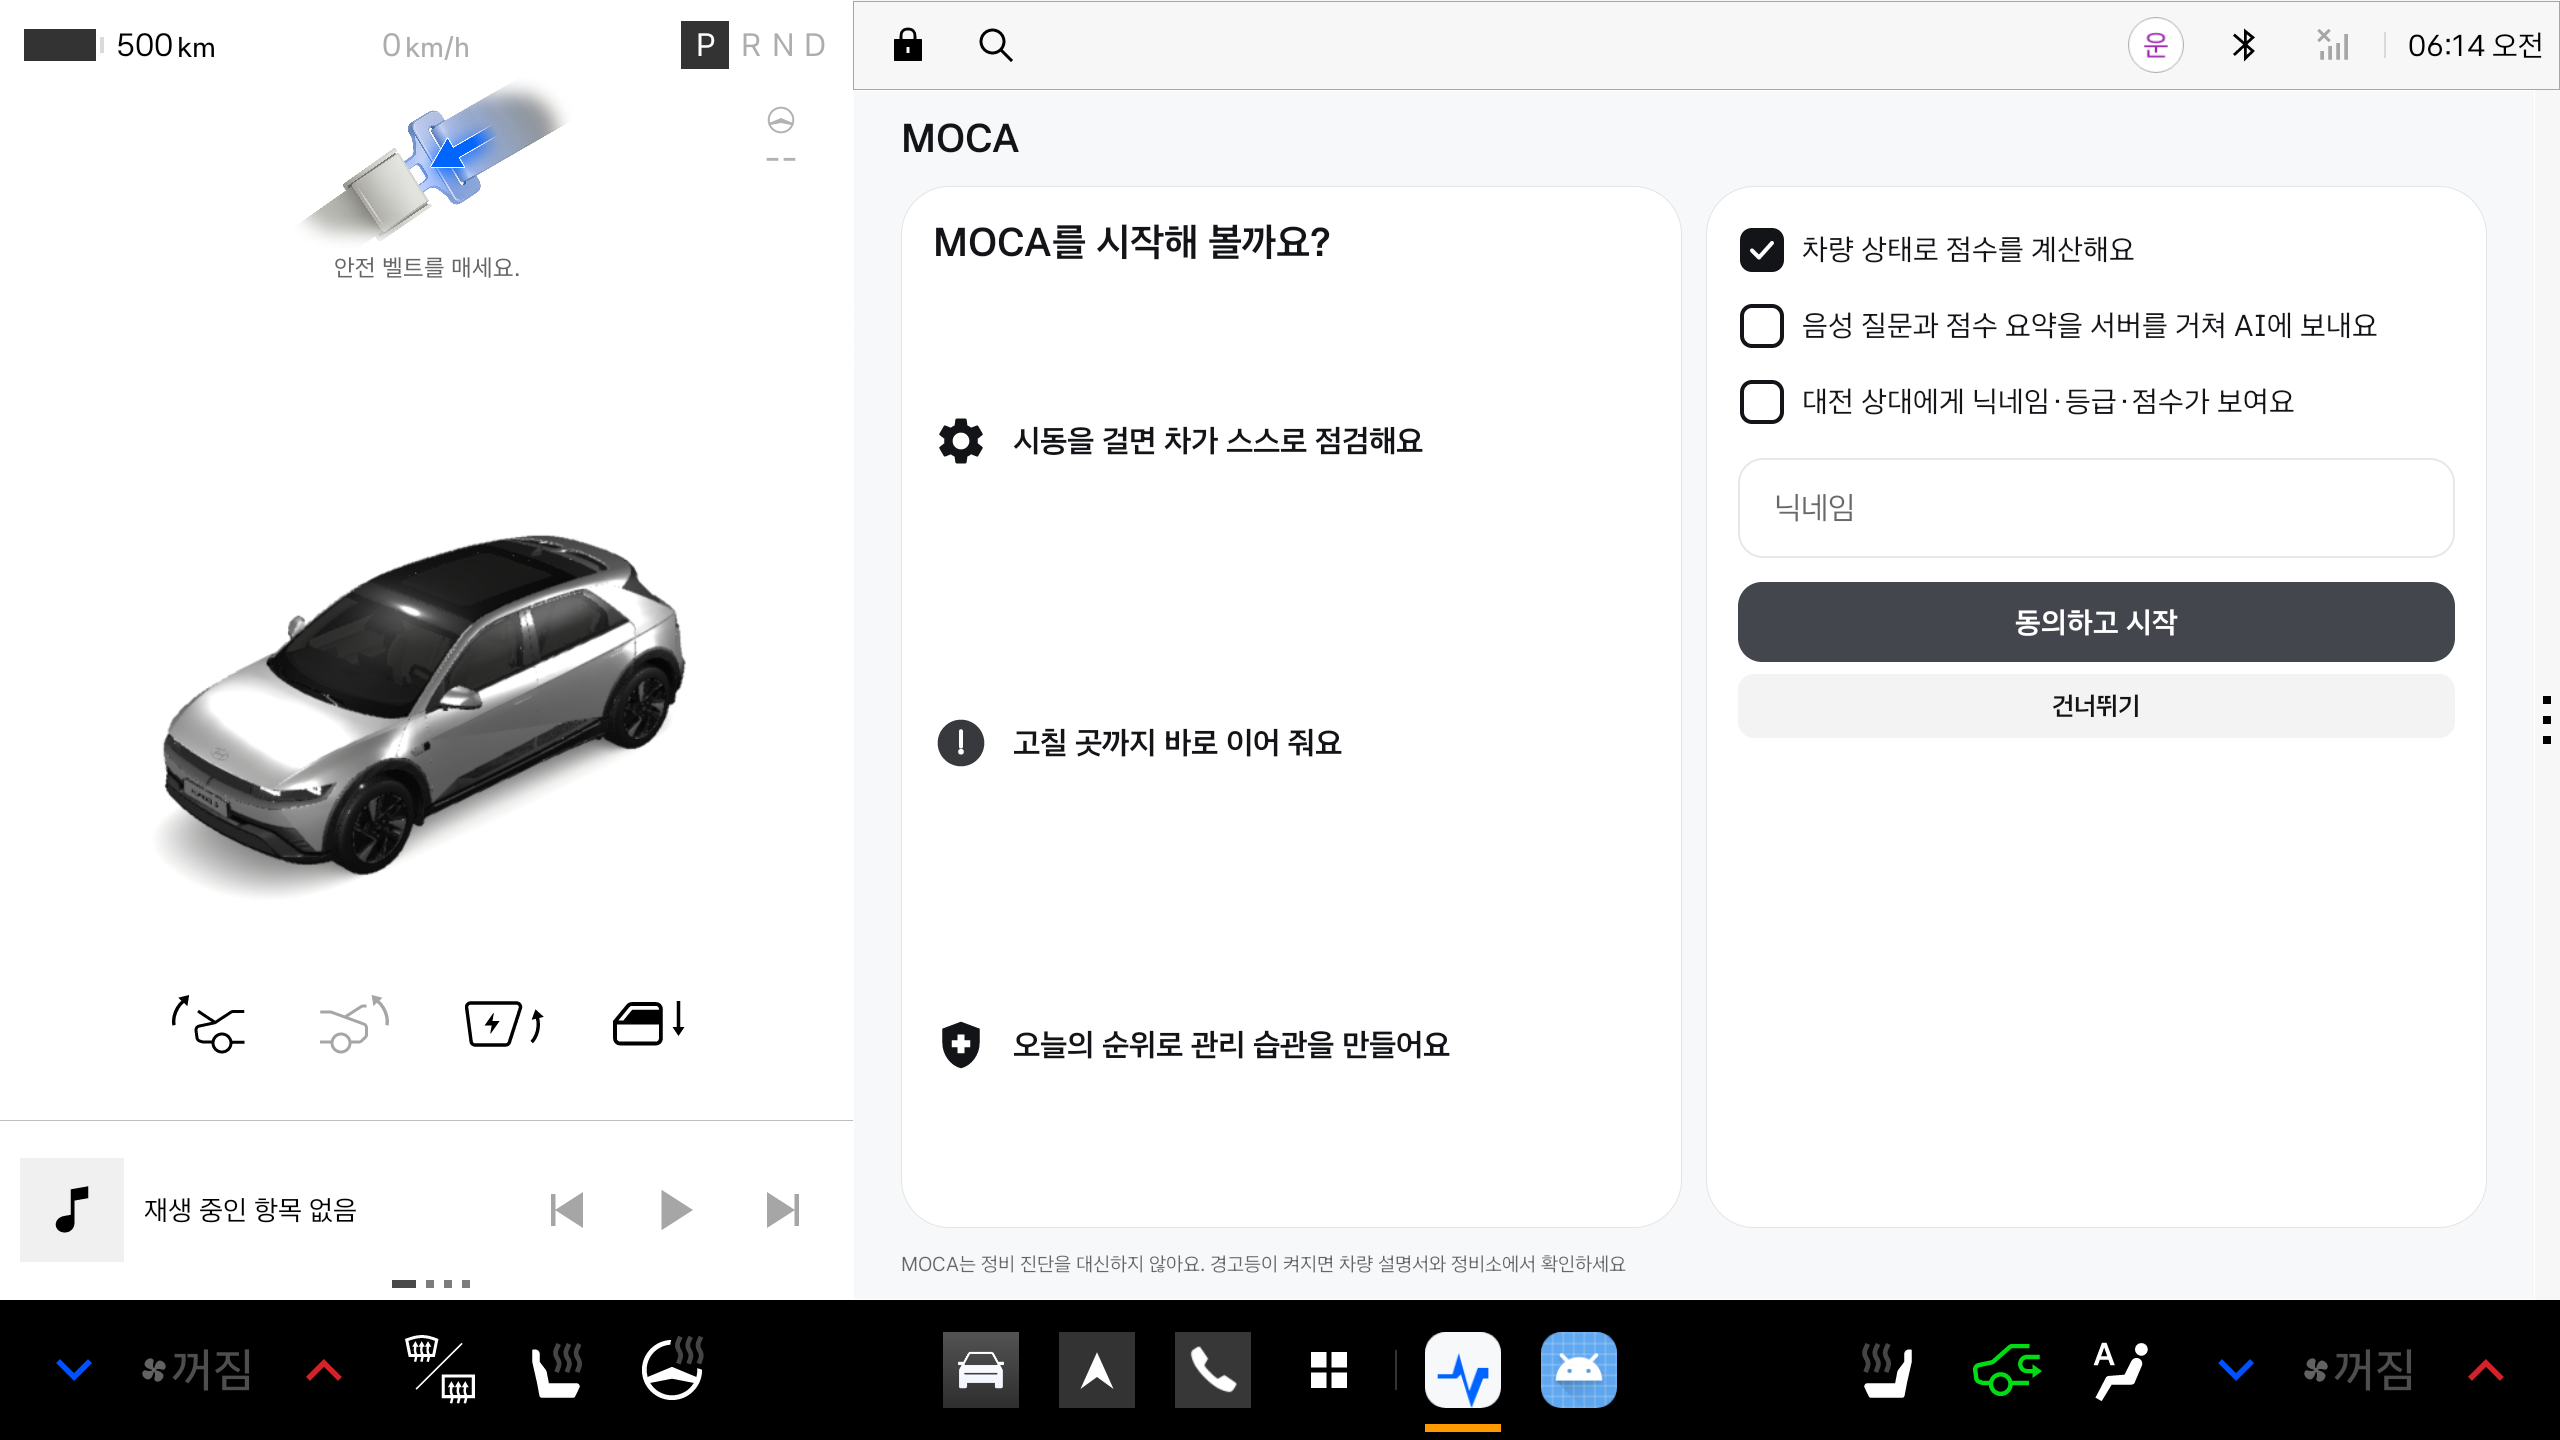 500 km
0 km/h
P R N D
06:14 오전
운
안전 벨트를 매세요.
MOCA
MOCA를 시작해 볼까요?
시동을 걸면 차가 스스로 점검해요
고칠 곳까지 바로 이어 줘요
오늘의 순위로 관리 습관을 만들어요
차량 상태로 점수를 계산해요
음성 질문과 점수 요약을 서버를 거쳐 AI에 보내요
대전 상대에게 닉네임·등급·점수가 보여요
닉네임
동의하고 시작
건너뛰기
재생 중인 항목 없음
MOCA는 정비 진단을 대신하지 않아요. 경고등이 켜지면 차량 설명서와 정비소에서 확인하세요
꺼짐
A
꺼짐